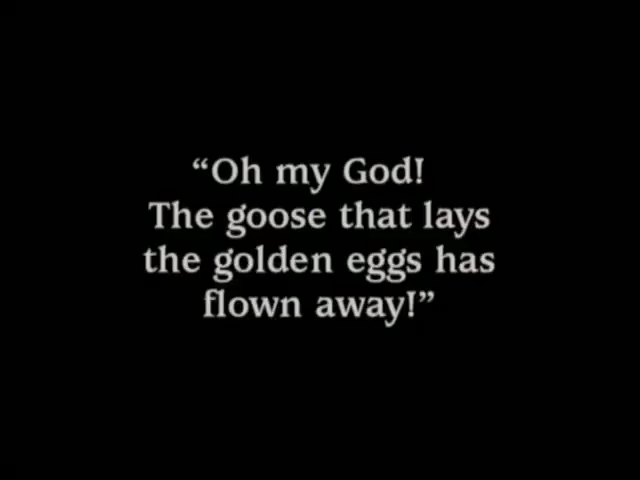 “Oh my God!
The goose that lays
the golden eggs has
flown away!”